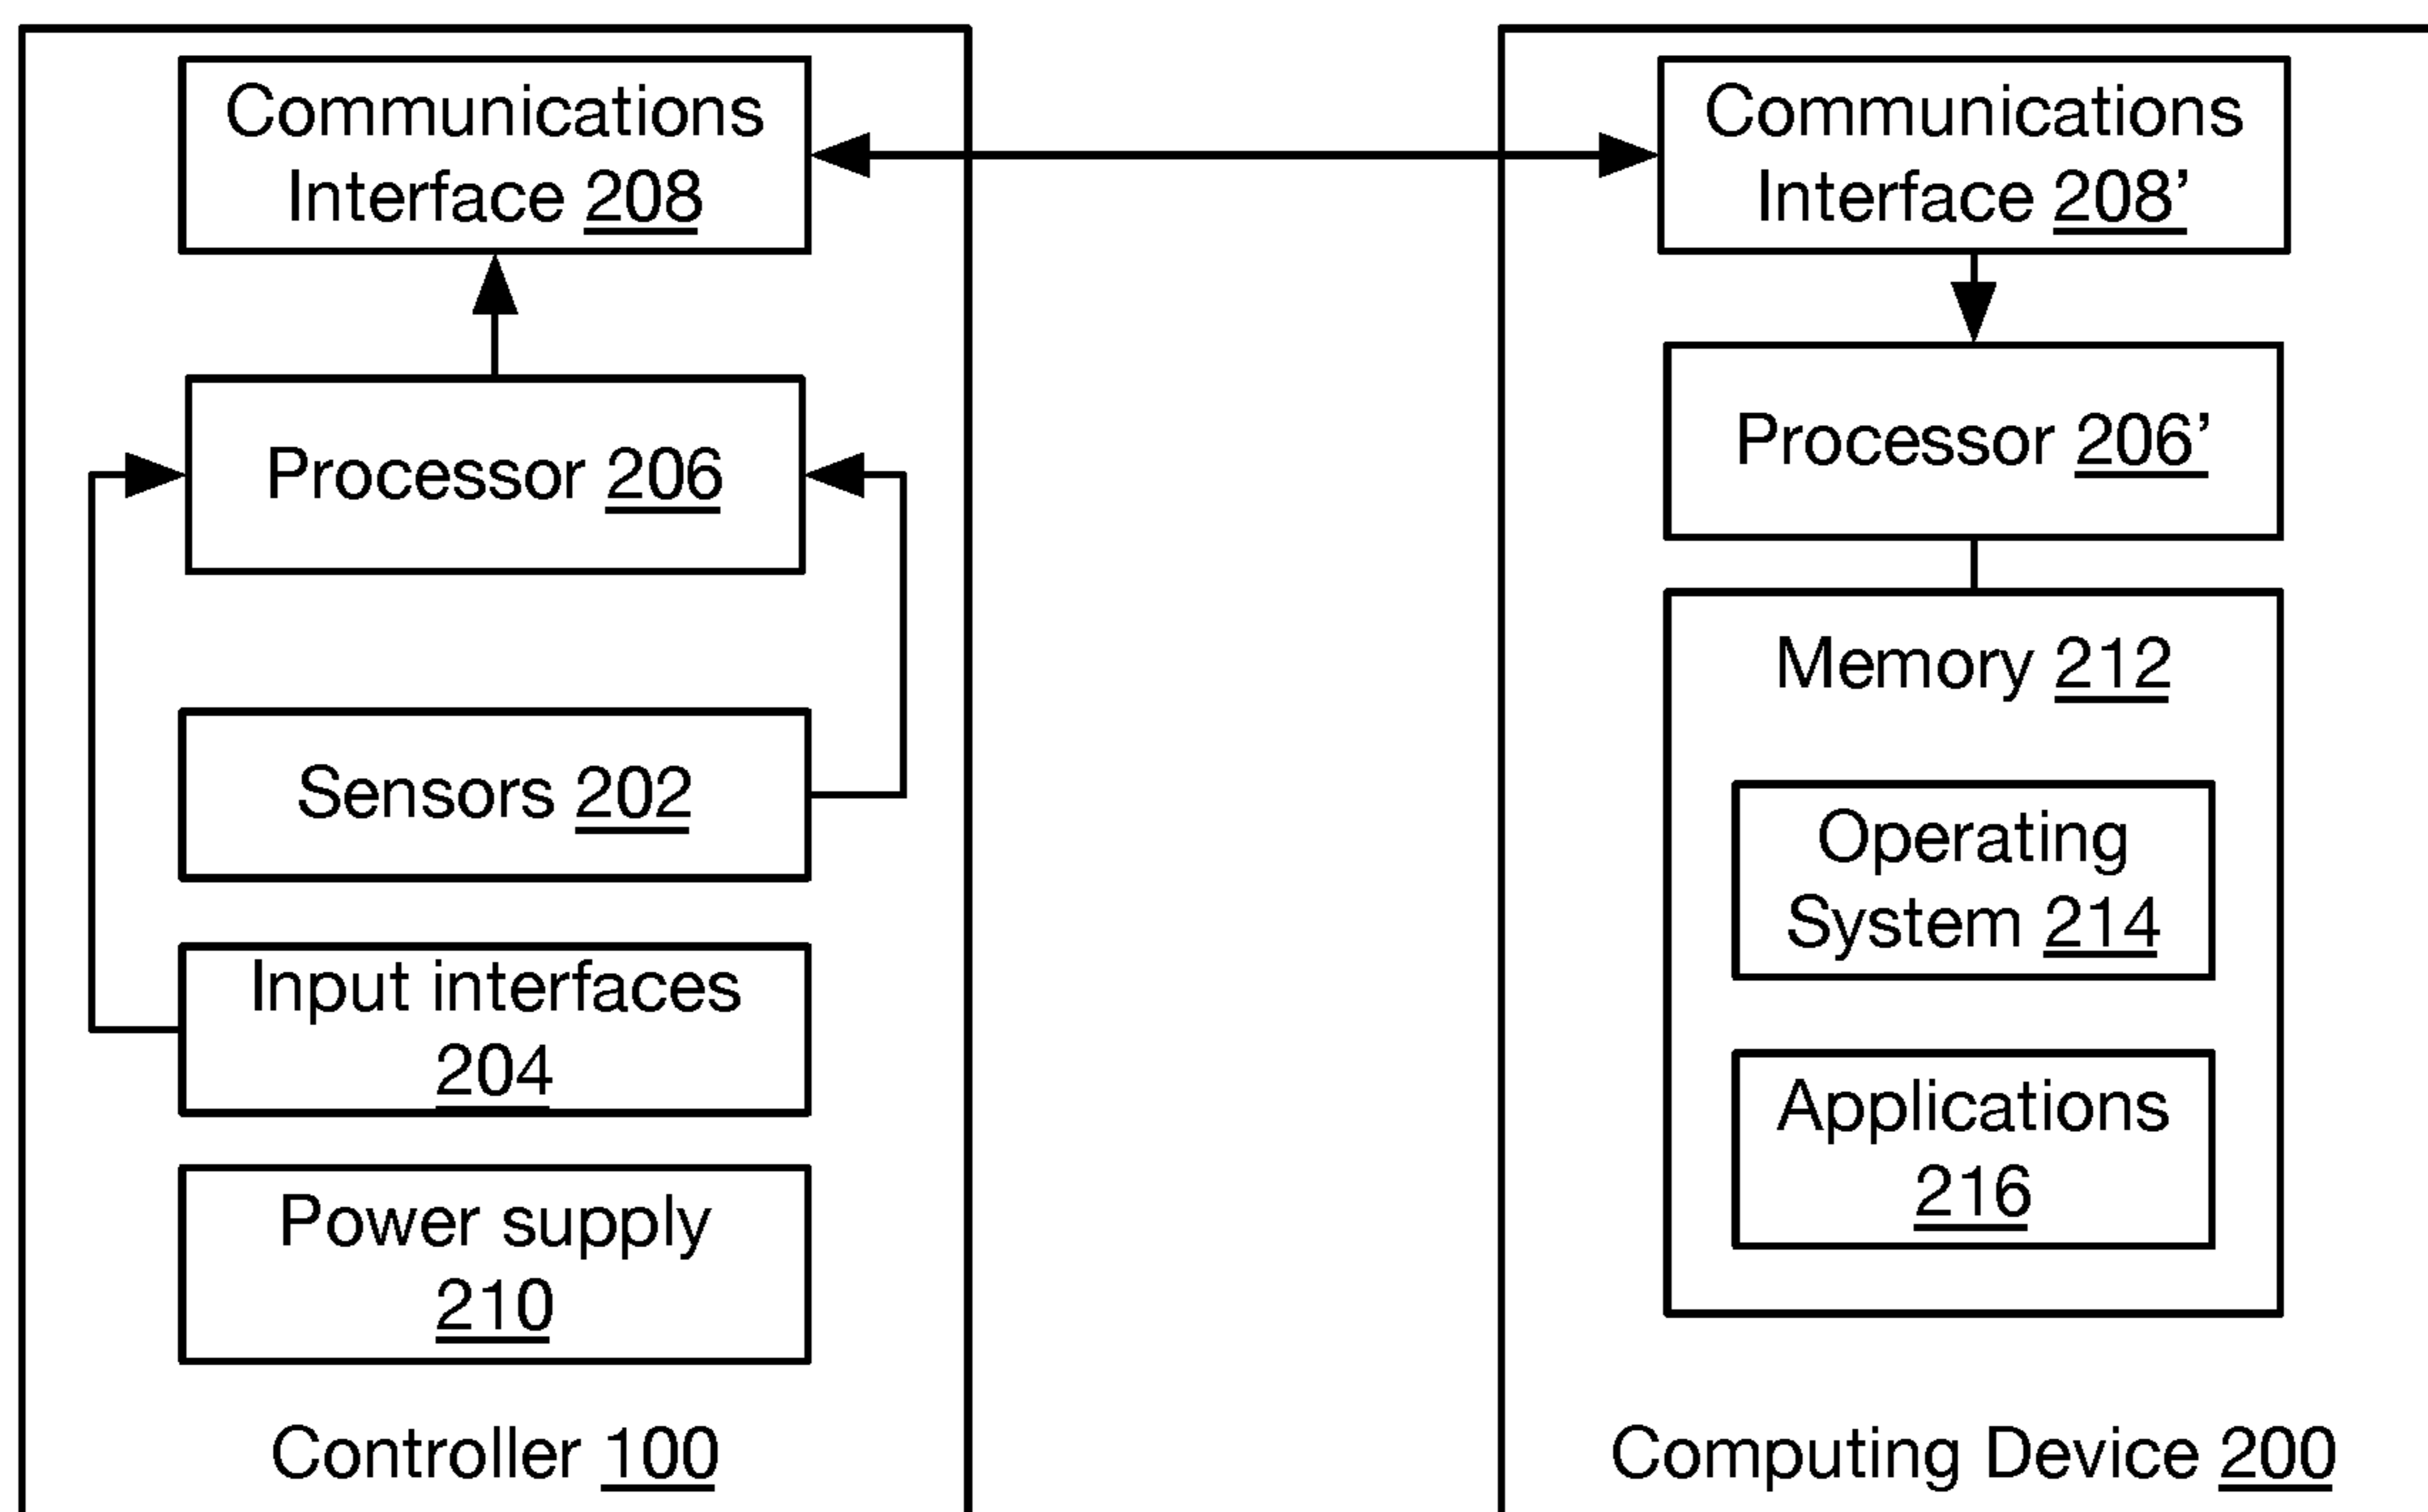 Communications
Interface 208
Processor 206
Sensors 202
Input interfaces
204
Power supply
210
Controller 100
Communications
Interface 208’
Processor 206’
Memory 212
Operating
System 214
Applications
216
Computing Device 200